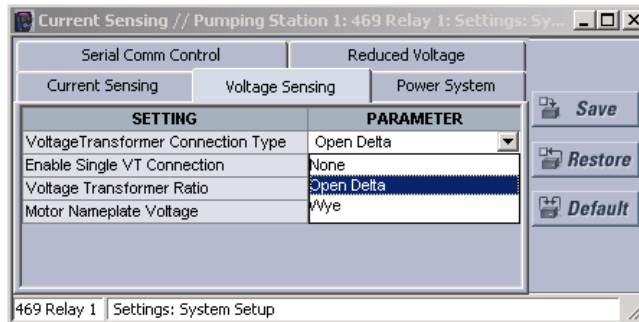 Current Sensing // Pumping Station 1: 469 Relay 1: Settings: Sy...
Serial Comm Control
Reduced Voltage
Current Sensing
Voltage Sensing
Power System
SETTING
PARAMETER
VoltageTransformer Connection Type
Open Delta
Enable Single VT Connection
None
Voltage Transformer Ratio
Open Delta
Motor Nameplate Voltage
Wye
Save
Restore
Default
469 Relay 1
Settings: System Setup